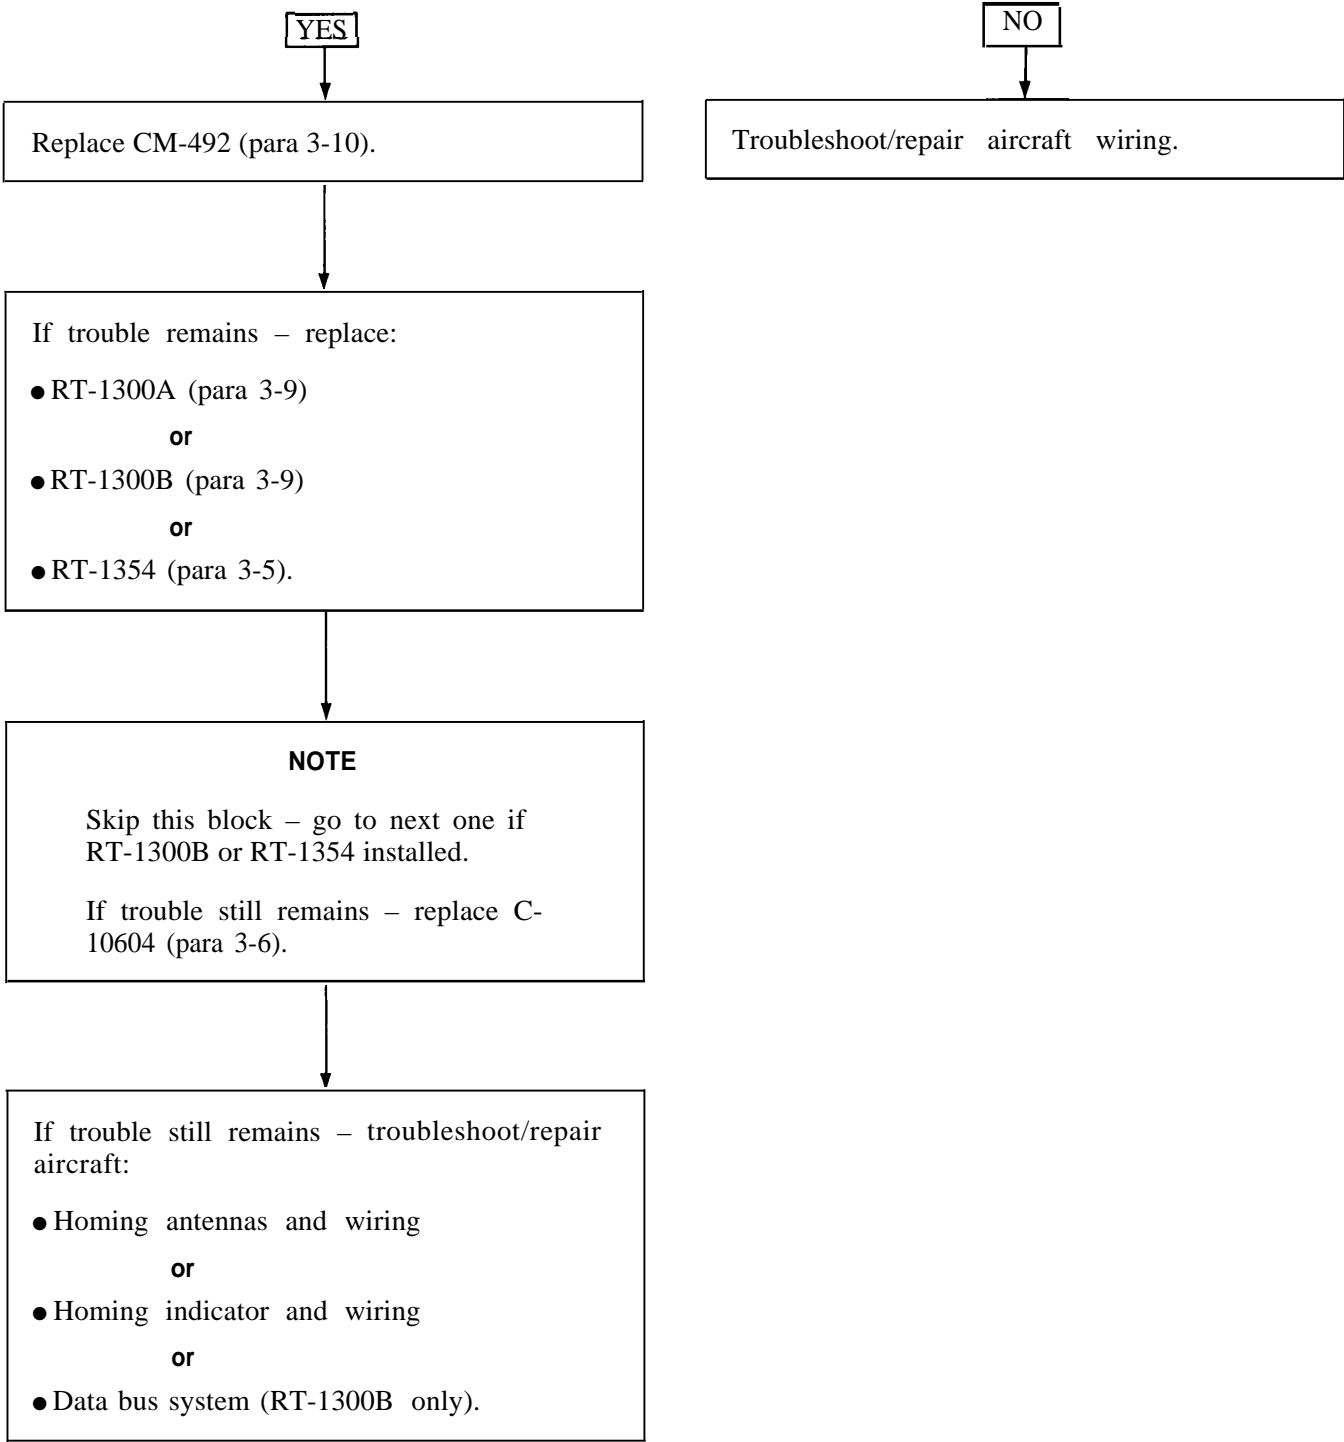 YES
Replace CM-492 (para 3-10).
If trouble remains – replace:
● RT-1300A (para 3-9)
or
● RT-1300B (para 3-9)
or
● RT-1354 (para 3-5).
NOTE
Skip this block – go to next one if
RT-1300B or RT-1354 installed.
If trouble still remains – replace C-
10604 (para 3-6).
If trouble still remains – troubleshoot/repair
aircraft:
● Homing antennas and wiring
or
● Homing indicator and wiring
or
● Data bus system (RT-1300B only).
NO
Troubleshoot/repair aircraft wiring.